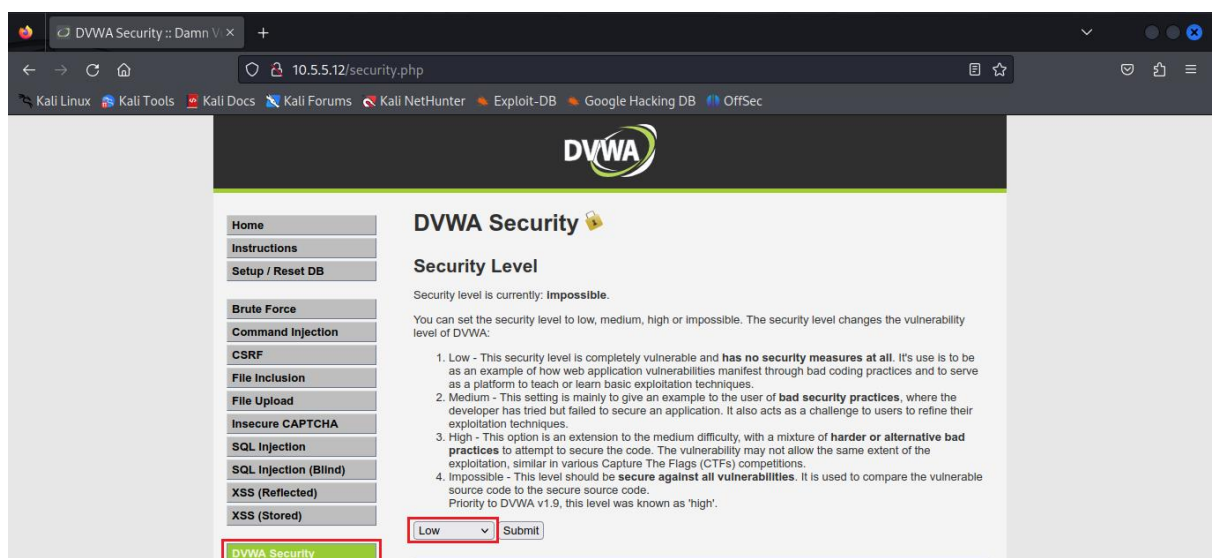 DVWA Security :: Damn Vu
10.5.5.12/security.php
Kali Linux Kali Tools Kali Docs Kali Forums Kali NetHunter Exploit-DB Google Hacking DB OffSec
DVWA
Home
Instructions
Setup / Reset DB
Brute Force
Command Injection
CSRF
File Inclusion
File Upload
Insecure CAPTCHA
SQL Injection
SQL Injection (Blind)
XSS (Reflected)
XSS (Stored)
DVWA Security
DVWA Security
Security Level
Security level is currently: impossible.
You can set the security level to low, medium, high or impossible. The security level changes the vulnerability
level of DVWA:
1. Low - This security level is completely vulnerable and has no security measures at all. It's use is to be
as an example of how web application vulnerabilities manifest through bad coding practices and to serve
as a platform to teach or learn basic exploitation techniques.
2. Medium - This setting is mainly to give an example to the user of bad security practices, where the
developer has tried but failed to secure an application. It also acts as a challenge to users to refine their
exploitation techniques.
3. High - This option is an extension to the medium difficulty, with a mixture of harder or alternative bad
practices to attempt to secure the code. The vulnerability may not allow the same extent of the
exploitation, similar in various Capture The Flags (CTFs) competitions.
4. Impossible - This level should be secure against all vulnerabilities. It is used to compare the vulnerable
source code to the secure source code.
Priority to DVWA v1.9, this level was known as 'high'.
Low Submit